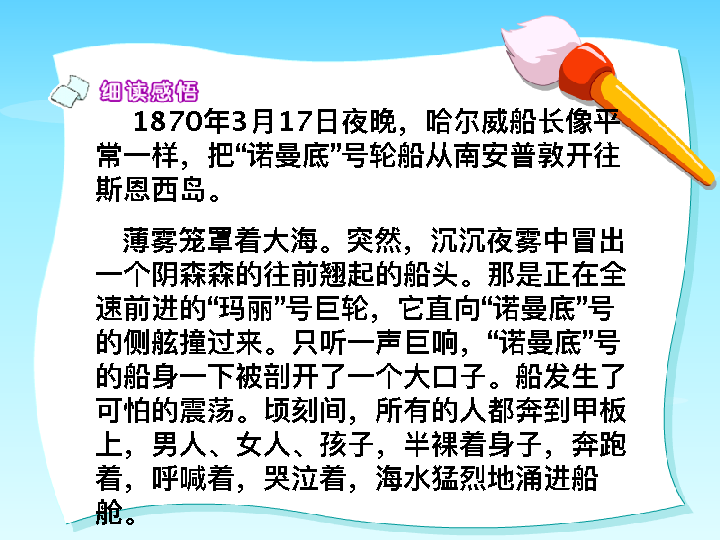 细读感悟
1870年3月17日夜晚，哈尔威船长像平
常一样，把“诺曼底”号轮船从南安普敦开往
斯恩西岛。
薄雾笼罩着大海。突然，沉沉夜雾中冒出
一个阴森森的往前翘起的船头。那是正在全
速前进的“玛丽”号巨轮，它直向“诺曼底”号
的侧舷撞过来。只听一声巨响，“诺曼底”号
的船身一下被剖开了一个大口子。船发生了
可怕的震荡。顷刻间，所有的人都奔到甲板
上，男人、女人、孩子，半裸着身子，奔跑
着，呼喊着，哭泣着，海水猛烈地涌进船
舱。